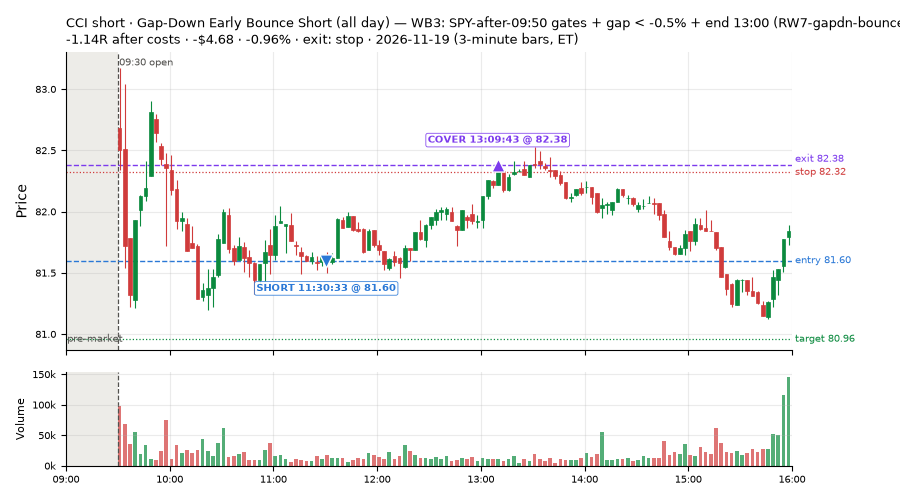 CCI short · Gap-Down Early Bounce Short (all day) — WB3: SPY-after-09:50 gates + gap < -0.5% + end 13:00 (RW7-gapdn-bounce
-1.14R after costs · -$4.68 · -0.96% · exit: stop · 2026-11-19 (3-minute bars, ET)
09:30 open
83.0
COVER 13:09:43 @ 82.38
82.5
exit 82.38
stop 82.32
Price
82.0
81.5
entry 81.60
SHORT 11:30:33 @ 81.60
81.0
pre-market
target 80.96
150k
100k
Volume
50k
0k
09:00 10:00 11:00 12:00 13:00 14:00 15:00 16:00